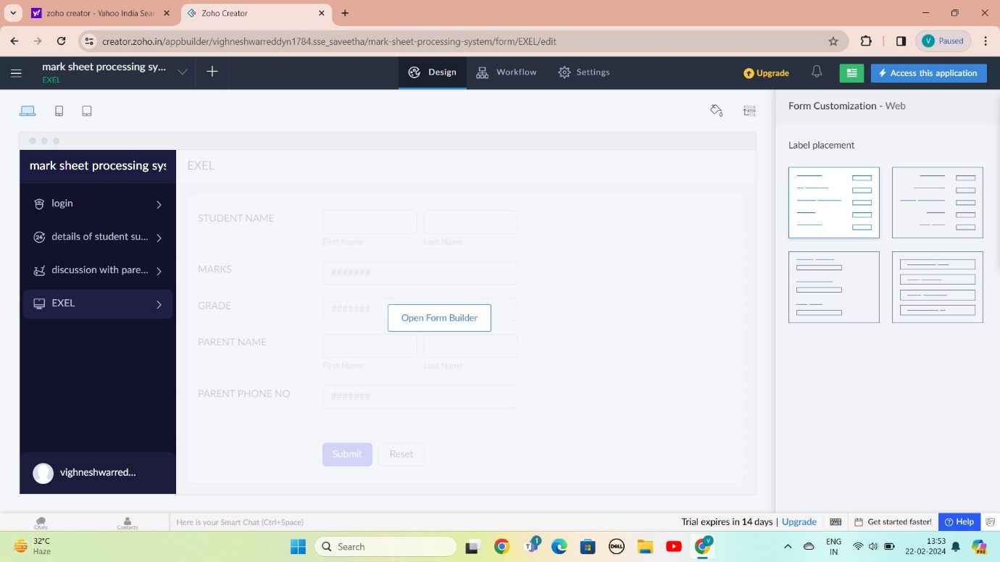 zoho creator - Yahoo India Sear
Zoho Creator
creator.zoho.in/appbuilder/vighneshwarreddyn1784.sse_saveetha/mark-sheet-processing-system/form/EXEL/edit
V Paused
mark sheet processing sy...
EXEL
Design
Workflow
Settings
Upgrade
Access this application
Form Customization - Web
Label placement
mark sheet processing sys
EXEL
login
details of student su...
discussion with pare...
EXEL
STUDENT NAME
First Name
Last Name
MARKS
#######
GRADE
#######
Open Form Builder
PARENT NAME
First Name
Last Name
PARENT PHONE NO
#######
Submit
Reset
vighneshwarred...
Chats
Contacts
Here is your Smart Chat (Ctrl+Space)
Trial expires in 14 days | Upgrade
Get started faster!
Help
32°C
Haze
Search
1
DELL
V
ENG
IN
13:53
22-02-2024
PRE